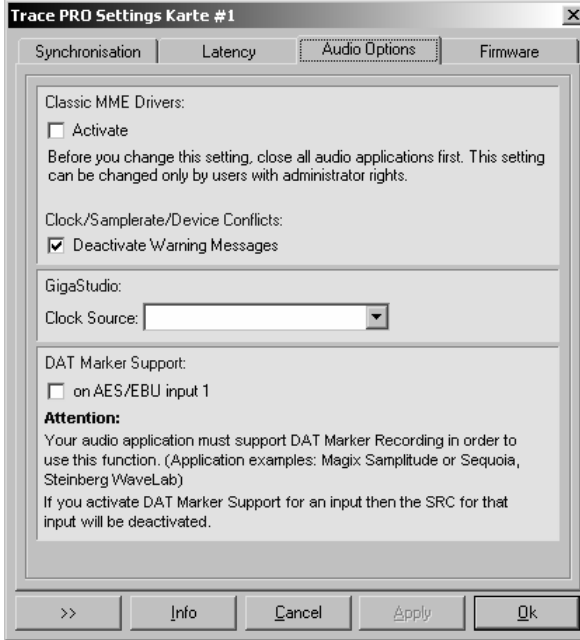 Trace PRO Settings Karte #1
Synchronisation
Latency
Audio Options
Firmware
Classic MME Drivers:
Activate
Before you change this setting, close all audio applications first. This setting
can be changed only by users with administrator rights.
Clock/Samplerate/Device Conflicts:
Deactivate Warning Messages
GigaStudio:
Clock Source:
DAT Marker Support:
on AES/EBU input 1
Attention:
Your audio application must support DAT Marker Recording in order to
use this function. (Application examples: Magix Samplitude or Sequoia,
Steinberg WaveLab)
If you activate DAT Marker Support for an input then the SRC for that
input will be deactivated.
>>
Info
Cancel
Apply
Ok